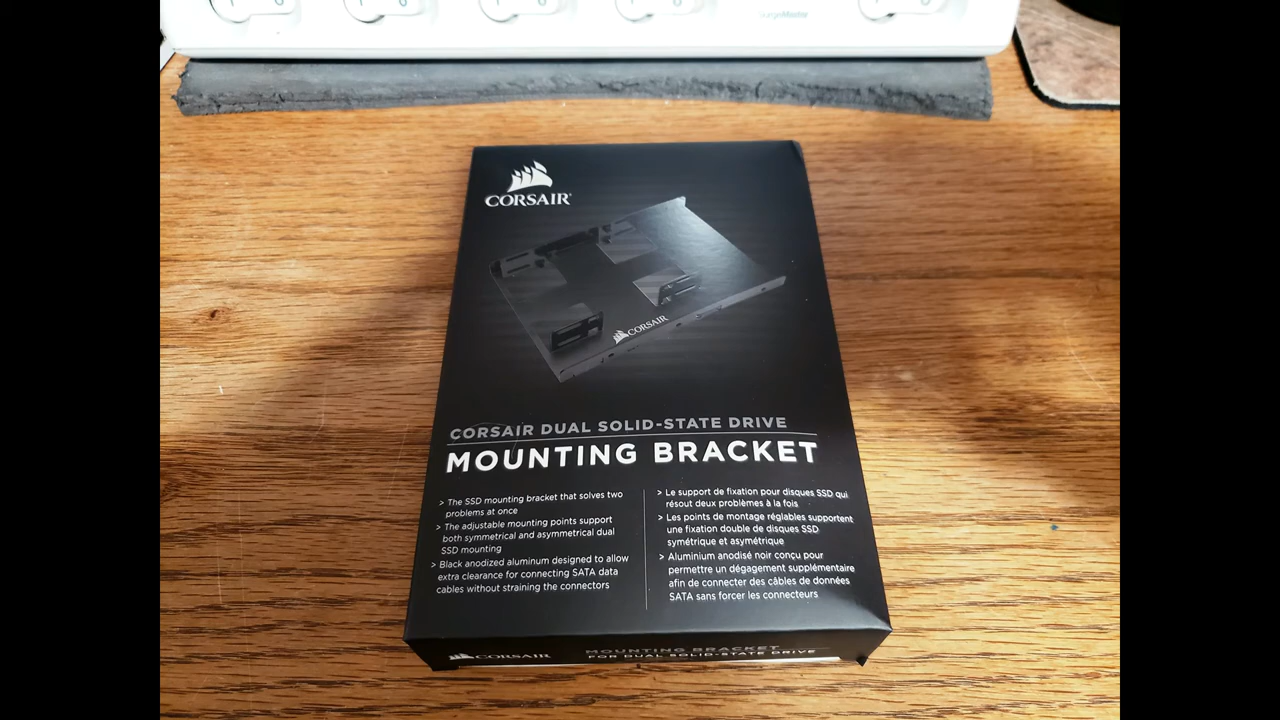 CORSAIR
CORSAIR
CORSAIR DUAL SOLID-STATE DRIVE
MOUNTING BRACKET
> The SSD mounting bracket that solves two
problems at once
> The adjustable mounting points support
both symmetrical and asymmetrical dual
SSD mounting
> Black anodized aluminum designed to allow
extra clearance for connecting SATA data
cables without straining the connectors
> Le support de fixation pour disques SSD qui
résout deux problèmes à la fois
> Les points de montage réglables supportent
une fixation double de disques SSD
symétrique et asymétrique
> Aluminium anodisé noir conçu pour
permettre un dégagement supplémentaire
afin de connecter des câbles de données
SATA sans forcer les connecteurs
CORSAIR
MOUNTING BRACKET
FOR DUAL SOLID-STATE DRIVE